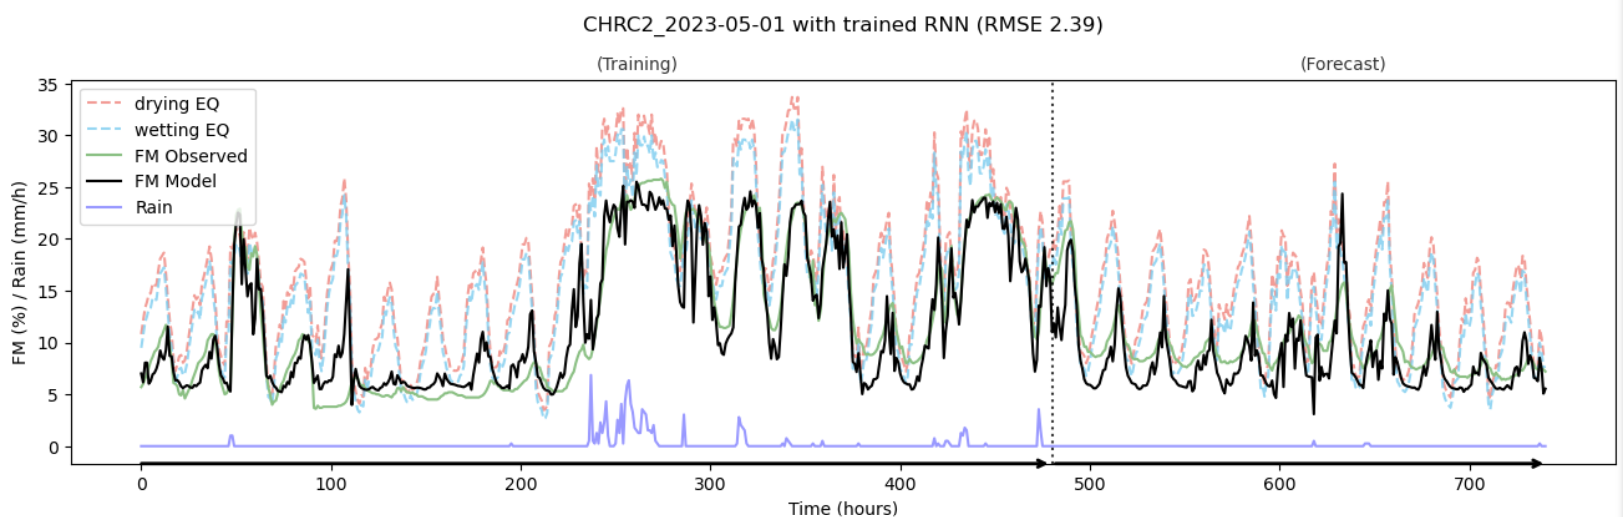 CHRC2_2023-05-01 with trained RNN (RMSE 2.39)
(Training) (Forecast)
35
30
25
20
15
10
5
0
FM (%) / Rain (mm/h)
drying EQ
wetting EQ
FM Observed
FM Model
Rain
0 100 200 300 400 500 600 700
Time (hours)